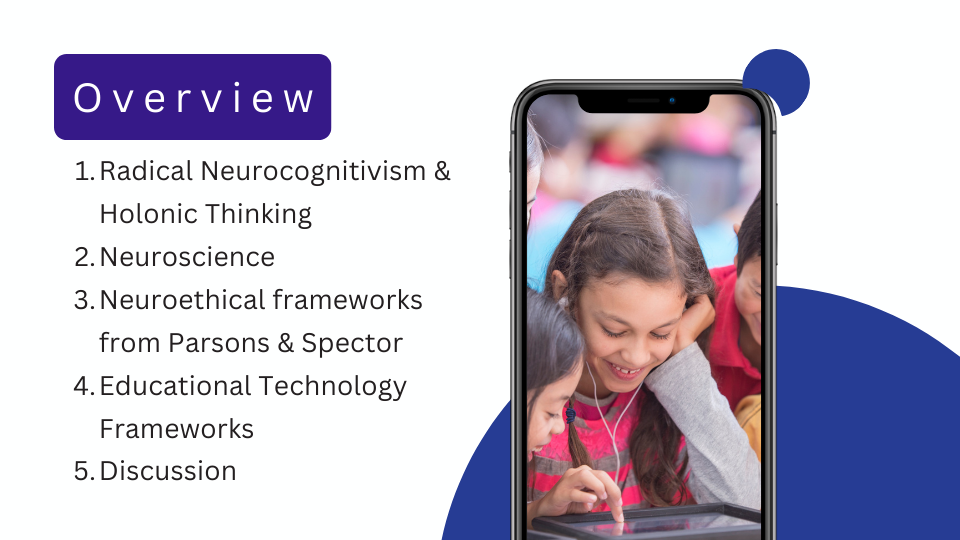 Overview
1. Radical Neurocognitivism &
Holonic Thinking
2. Neuroscience
3. Neuroethical frameworks
from Parsons & Spector
4. Educational Technology
Frameworks
5. Discussion